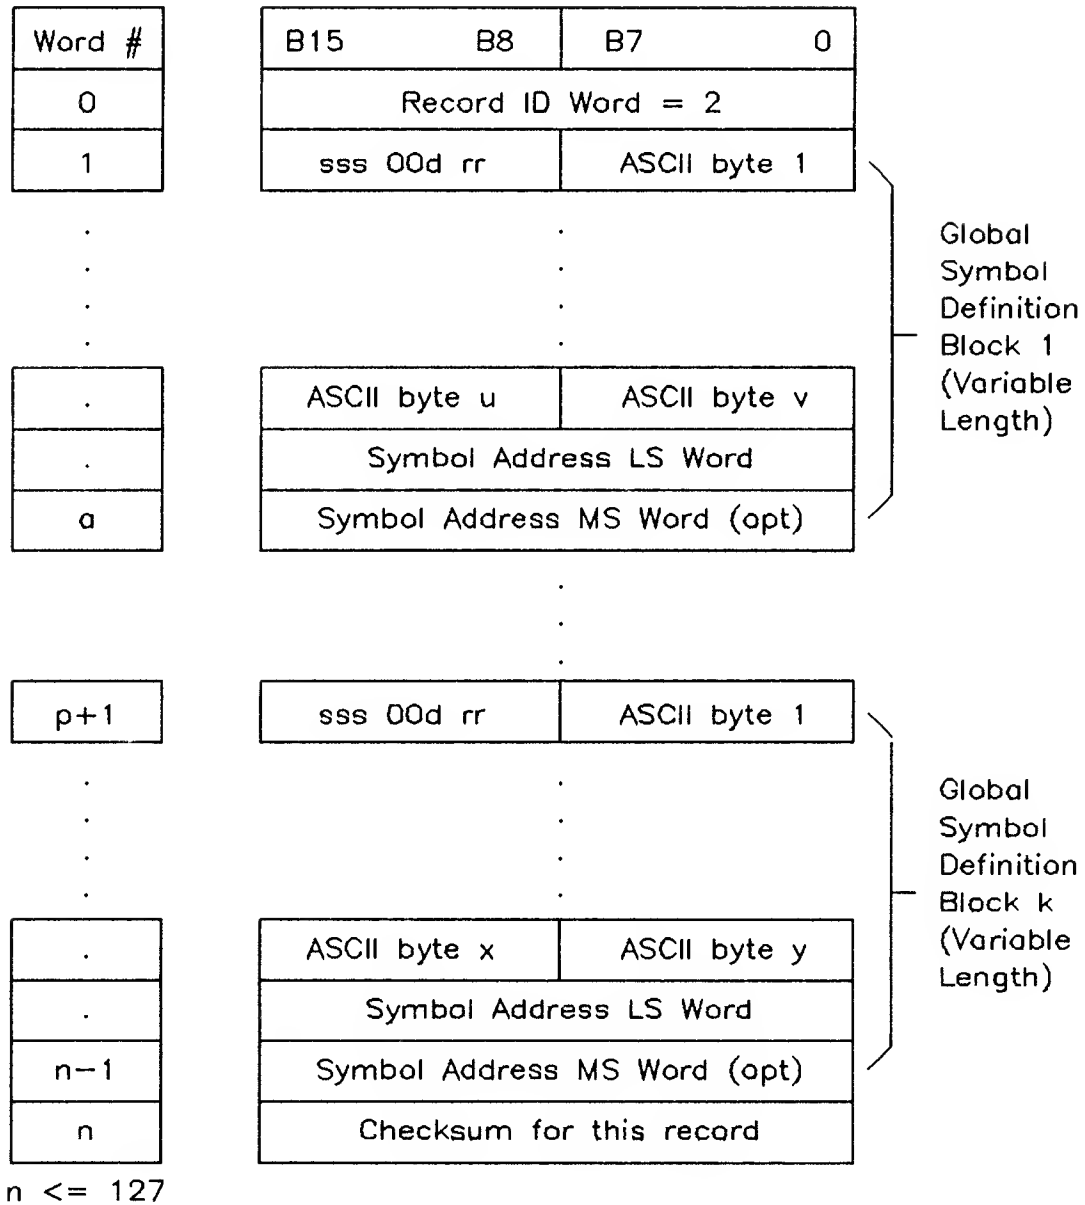 Word # B15 B8 B7 0
0 Record ID Word = 2
1 sss 00d rr ASCII byte 1
Global
Symbol
Definition
Block 1
(Variable
Length)
. ASCII byte u ASCII byte v
. Symbol Address LS Word
a Symbol Address MS Word (opt)
p+1 sss 00d rr ASCII byte 1
Global
Symbol
Definition
Block k
(Variable
Length)
. ASCII byte x ASCII byte y
. Symbol Address LS Word
n-1 Symbol Address MS Word (opt)
n Checksum for this record
n <= 127